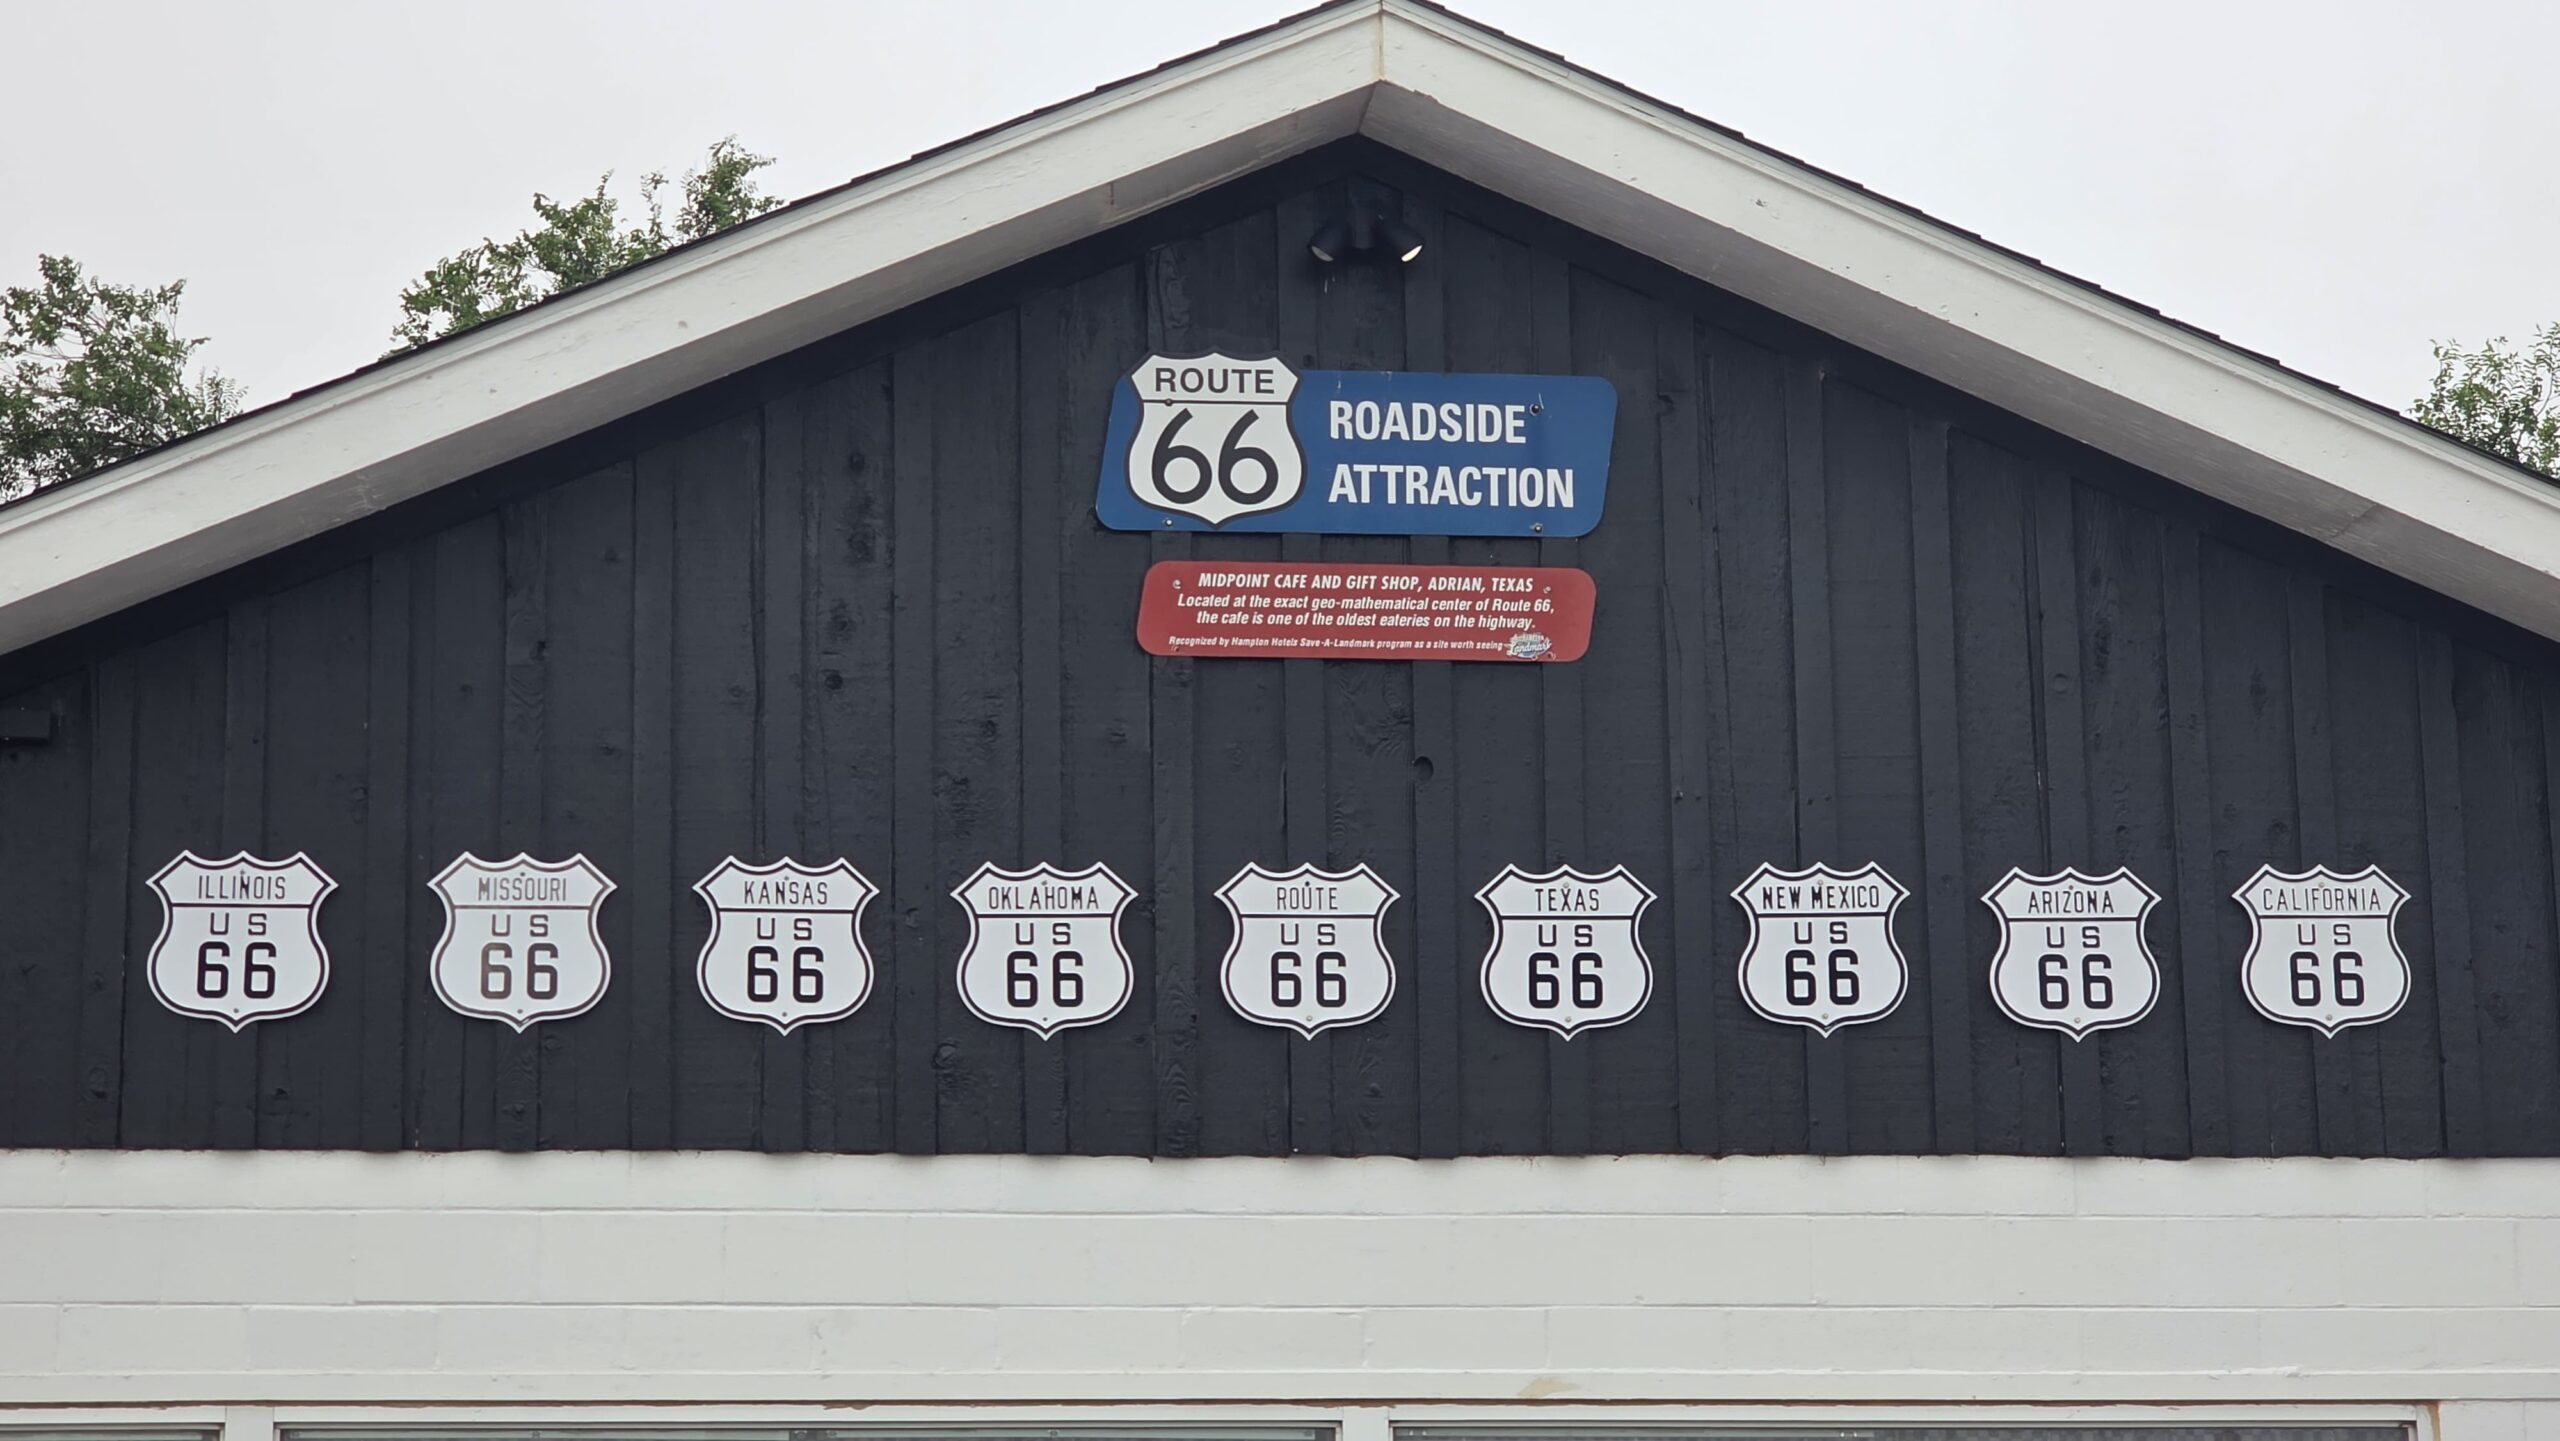 ROUTE
66
ROADSIDE
ATTRACTION
MIDPOINT CAFE AND GIFT SHOP, ADRIAN, TEXAS
Located at the exact geo-mathematical center of Route 66,
the cafe is one of the oldest eateries on the highway.
Recognized by Hampton Hotels Save-A-Landmark program as a site worth seeing
Landmark
ILLINOIS
US
66
MISSOURI
US
66
KANSAS
US
66
OKLAHOMA
US
66
ROUTE
US
66
TEXAS
US
66
NEW MEXICO
US
66
ARIZONA
US
66
CALIFORNIA
US
66